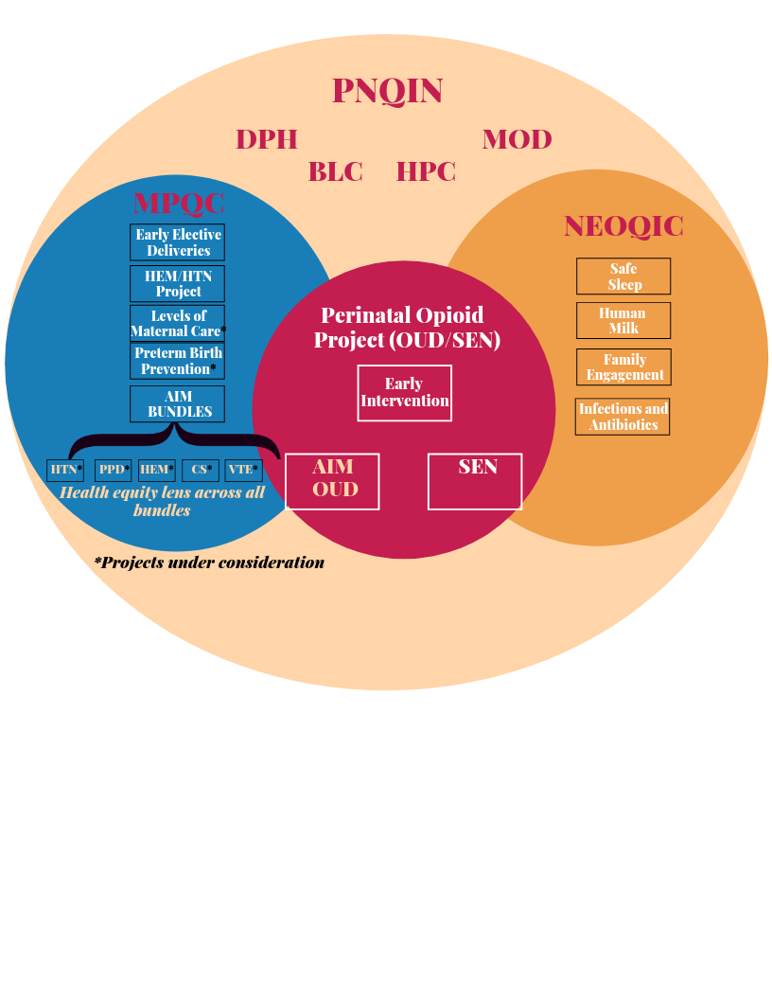 PNQIN
DPH
MOD
BLC
HPC
MPQC
Early Elective
Deliveries
HEM/HTN
Project
Levels of
Maternal Care*
Preterm Birth
Prevention*
AIM
BUNDLES
HTN*
PPD*
HEM*
CS*
VTE*
Health equity lens across all
bundles
*Projects under consideration
Perinatal Opioid
Project (OUD/SEN)
Early
Intervention
AIM
OUD
SEN
NEOQIC
Safe
Sleep
Human
Milk
Family
Engagement
Infections and
Antibiotics